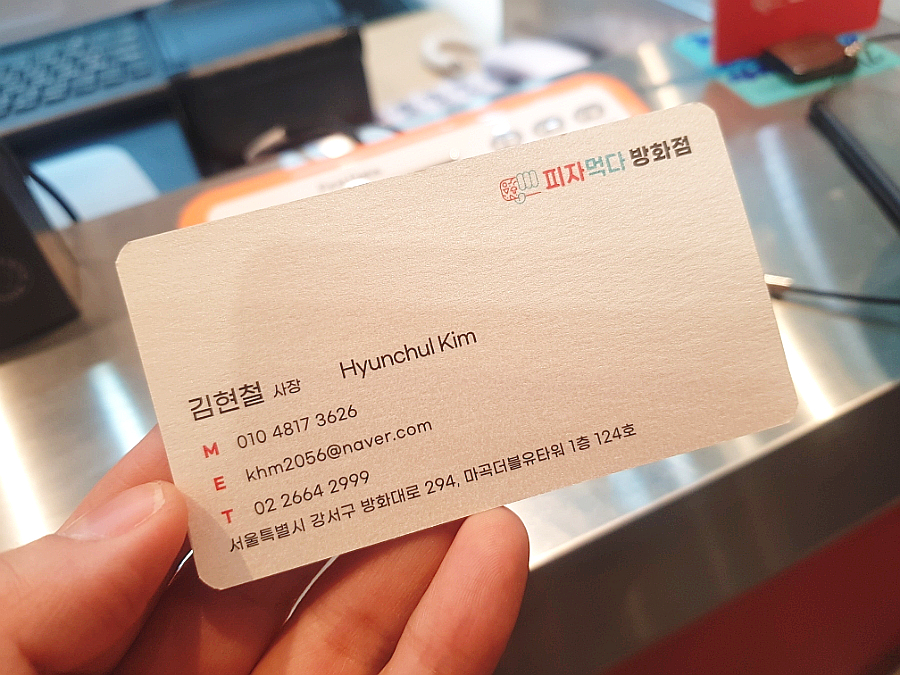 피자먹다 방화점
김현철 사장 Hyunchul Kim
M 010 4817 3626
E khm2056@naver.com
T 02 2664 2999
서울특별시 강서구 방화대로 294, 마곡더블유타워 1층 124호